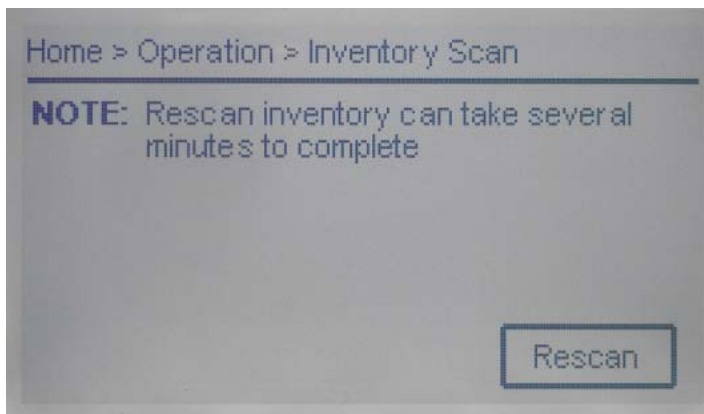 Home > Operation > Inventory Scan
NOTE: Rescan inventory can take several
minutes to complete
Rescan